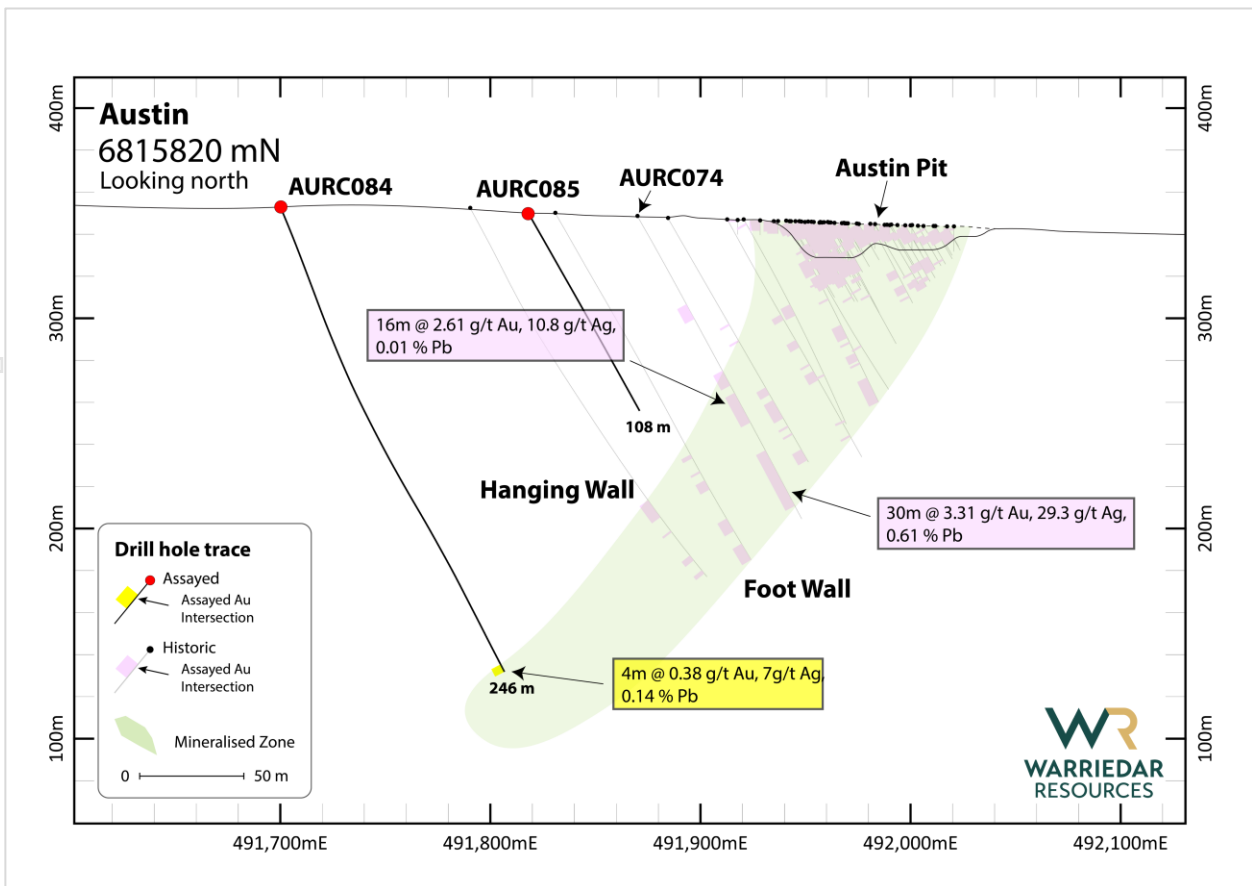 Austin
6815820 mN
Looking north
400m
300m
200m
100m
400m
300m
200m
100m
AURC084
AURC085
AURC074
Austin Pit
16m @ 2.61 g/t Au, 10.8 g/t Ag,
0.01 % Pb
108 m
Hanging Wall
30m @ 3.31 g/t Au, 29.3 g/t Ag,
0.61 % Pb
Foot Wall
4m @ 0.38 g/t Au, 7g/t Ag,
0.14 % Pb
246 m
Drill hole trace
Assayed
Assayed Au
Intersection
Historic
Assayed Au
Intersection
Mineralised Zone
0 50 m
WR
WARRIEDAR
RESOURCES
491,700mE 491,800mE 491,900mE 492,000mE 492,100mE